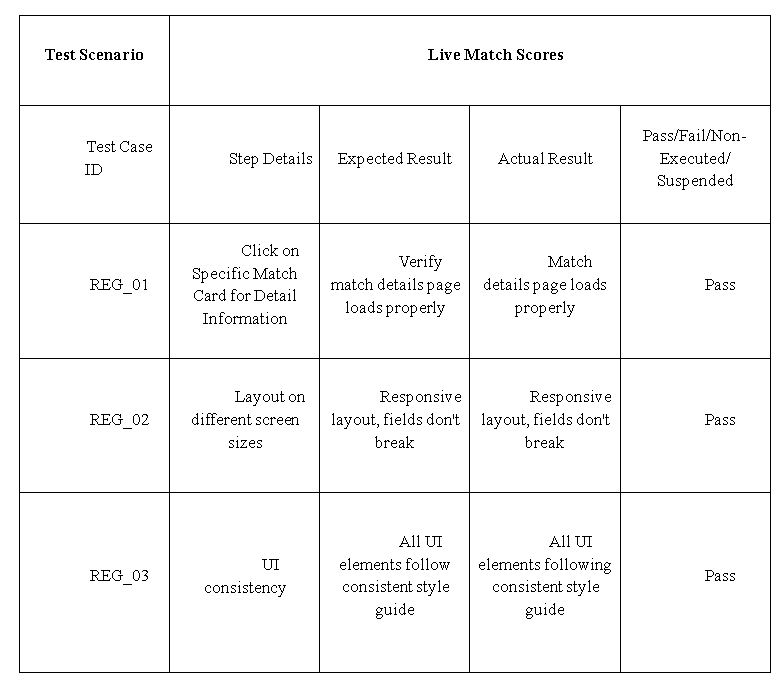 Test Scenario
Live Match Scores
Test Case
ID
Step Details
Expected Result
Actual Result
Pass/Fail/Non-
Executed/
Suspended
REG_01
Click on
Specific Match
Card for Detail
Information
Verify
match details page
loads properly
Match
details page loads
properly
Pass
REG_02
Layout on
different screen
sizes
Responsive
layout, fields don't
break
Responsive
layout, fields don't
break
Pass
REG_03
UI
consistency
All UI
elements follow
consistent style
guide
All UI
elements following
consistent style
guide
Pass